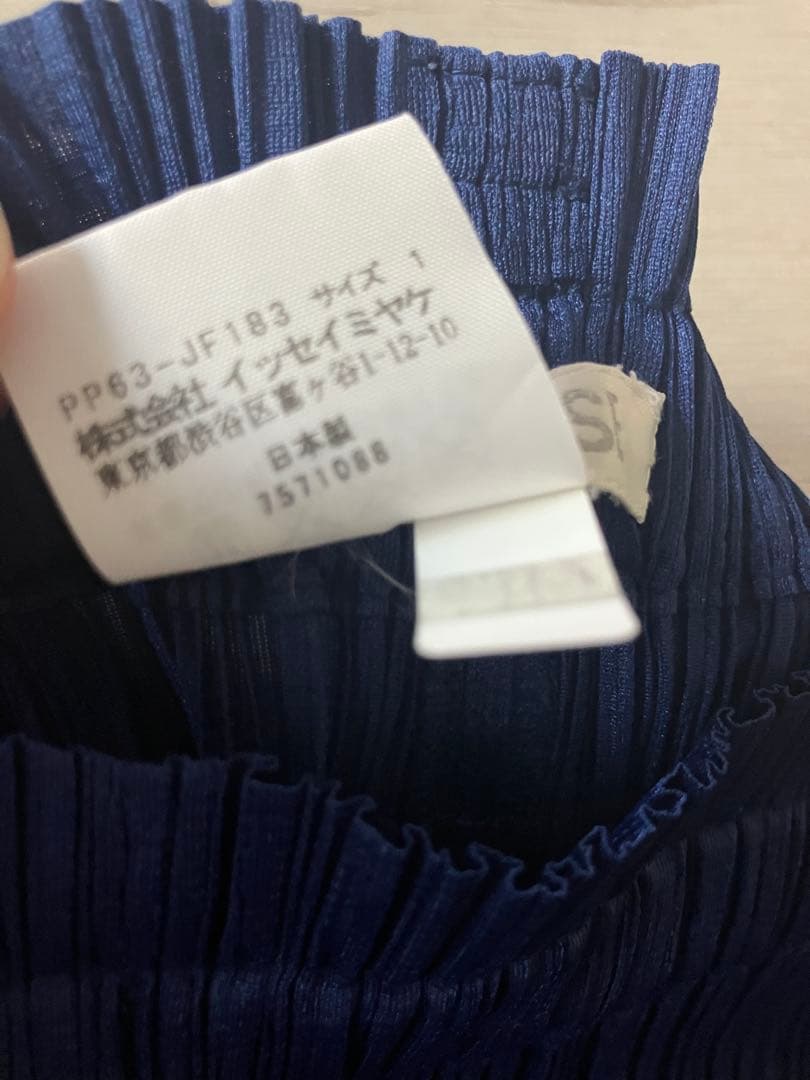 PP63-JF183 サイズ 1
株式会社 イッセイミヤケ
東京都渋谷区富ヶ谷1-12-10
日本製
7571088
S